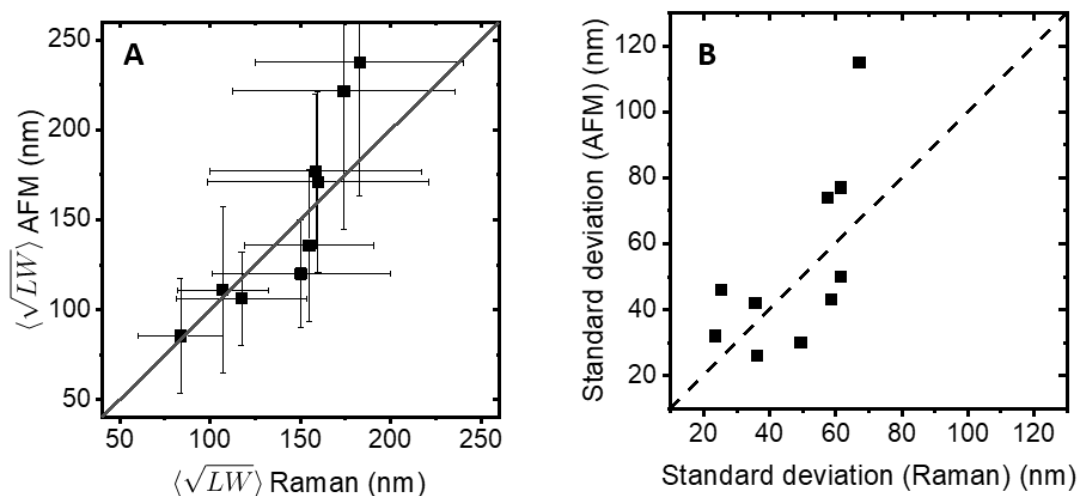 A
250
200
150
100
50
50 100 150 200 250
⟨√LW⟩ AFM (nm)
⟨√LW⟩ Raman (nm)
B
120
100
80
60
40
20
20 40 60 80 100 120
Standard deviation (AFM) (nm)
Standard deviation (Raman) (nm)